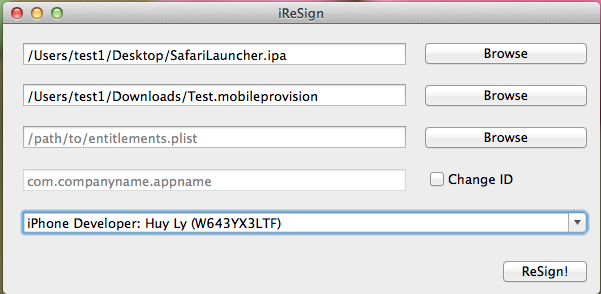 iReSign
/Users/test1/Desktop/SafariLauncher.ipa Browse
/Users/test1/Downloads/Test.mobileprovision Browse
/path/to/entitlements.plist Browse
com.companyname.appname Change ID
iPhone Developer: Huy Ly (W643YX3LTF)
ReSign!